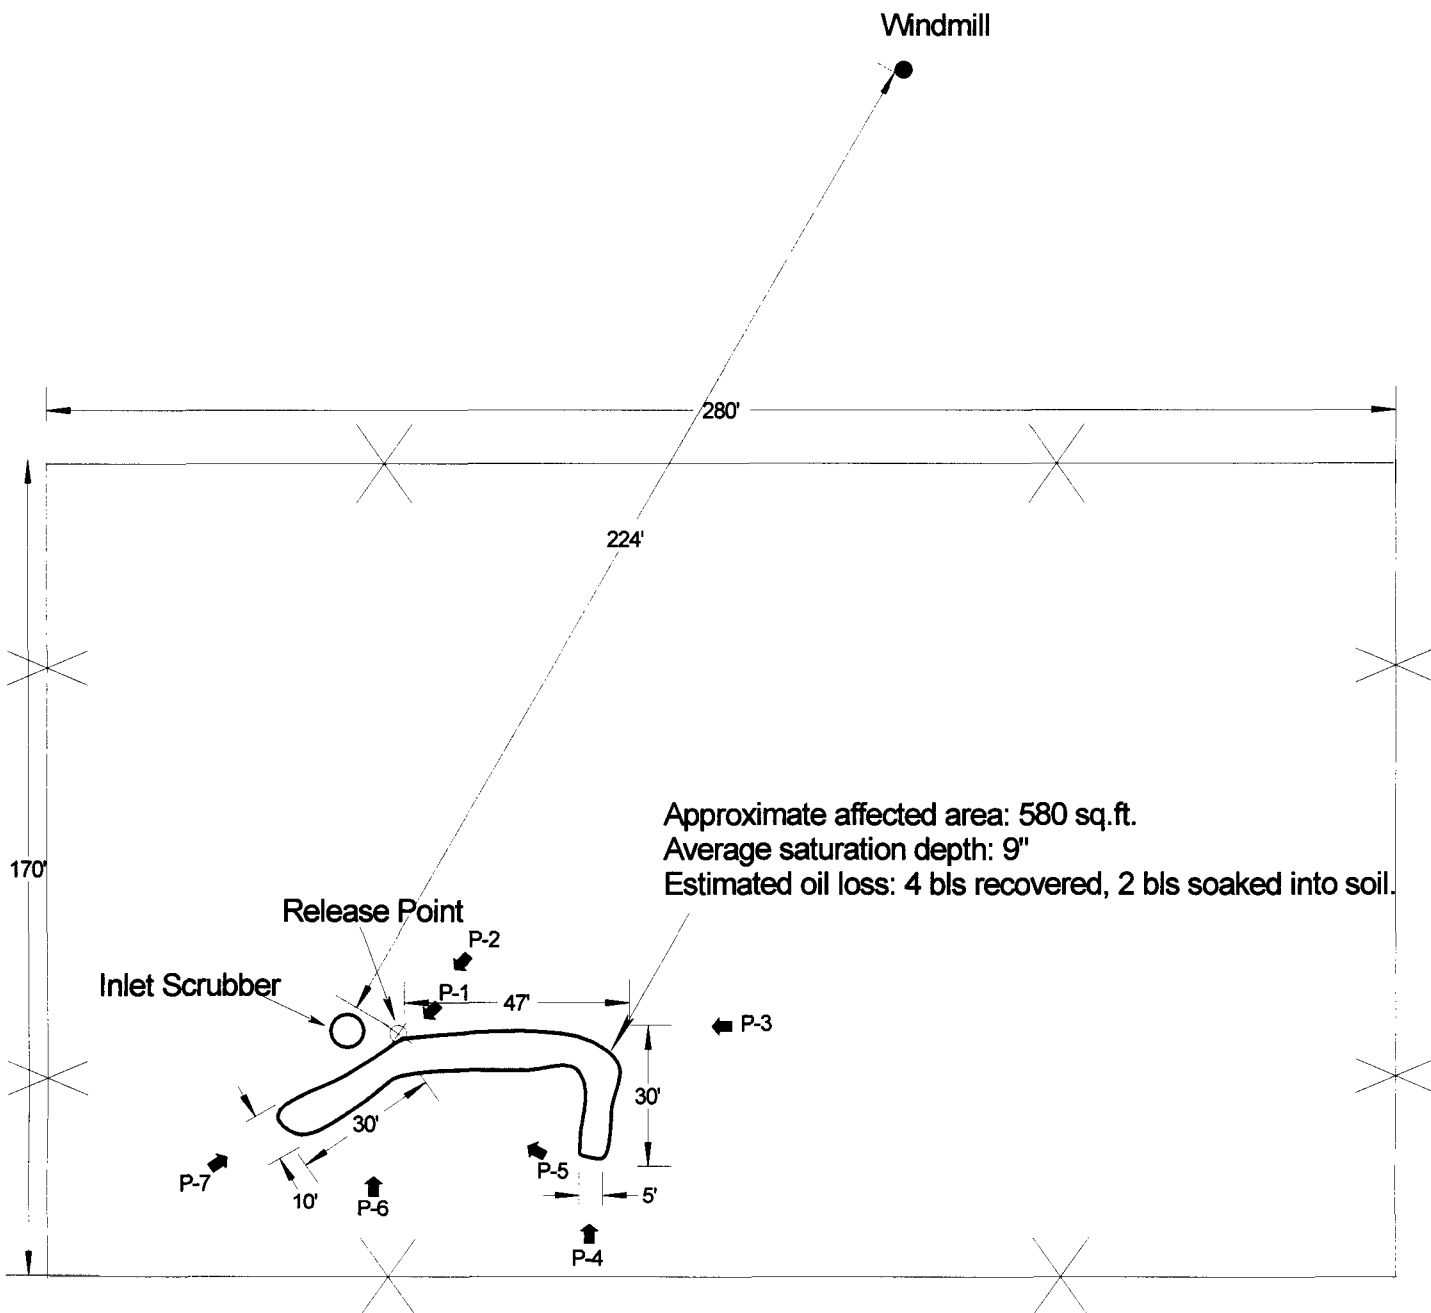 Windmill
280'
224'
Approximate affected area: 580 sq.ft.
Average saturation depth: 9"
Estimated oil loss: 4 bls recovered, 2 bls soaked into soil.
170'
Release Point
P-2
Inlet Scrubber
P-1
47'
P-3
30'
30'
P-5
P-7
10'
P-6
5'
P-4